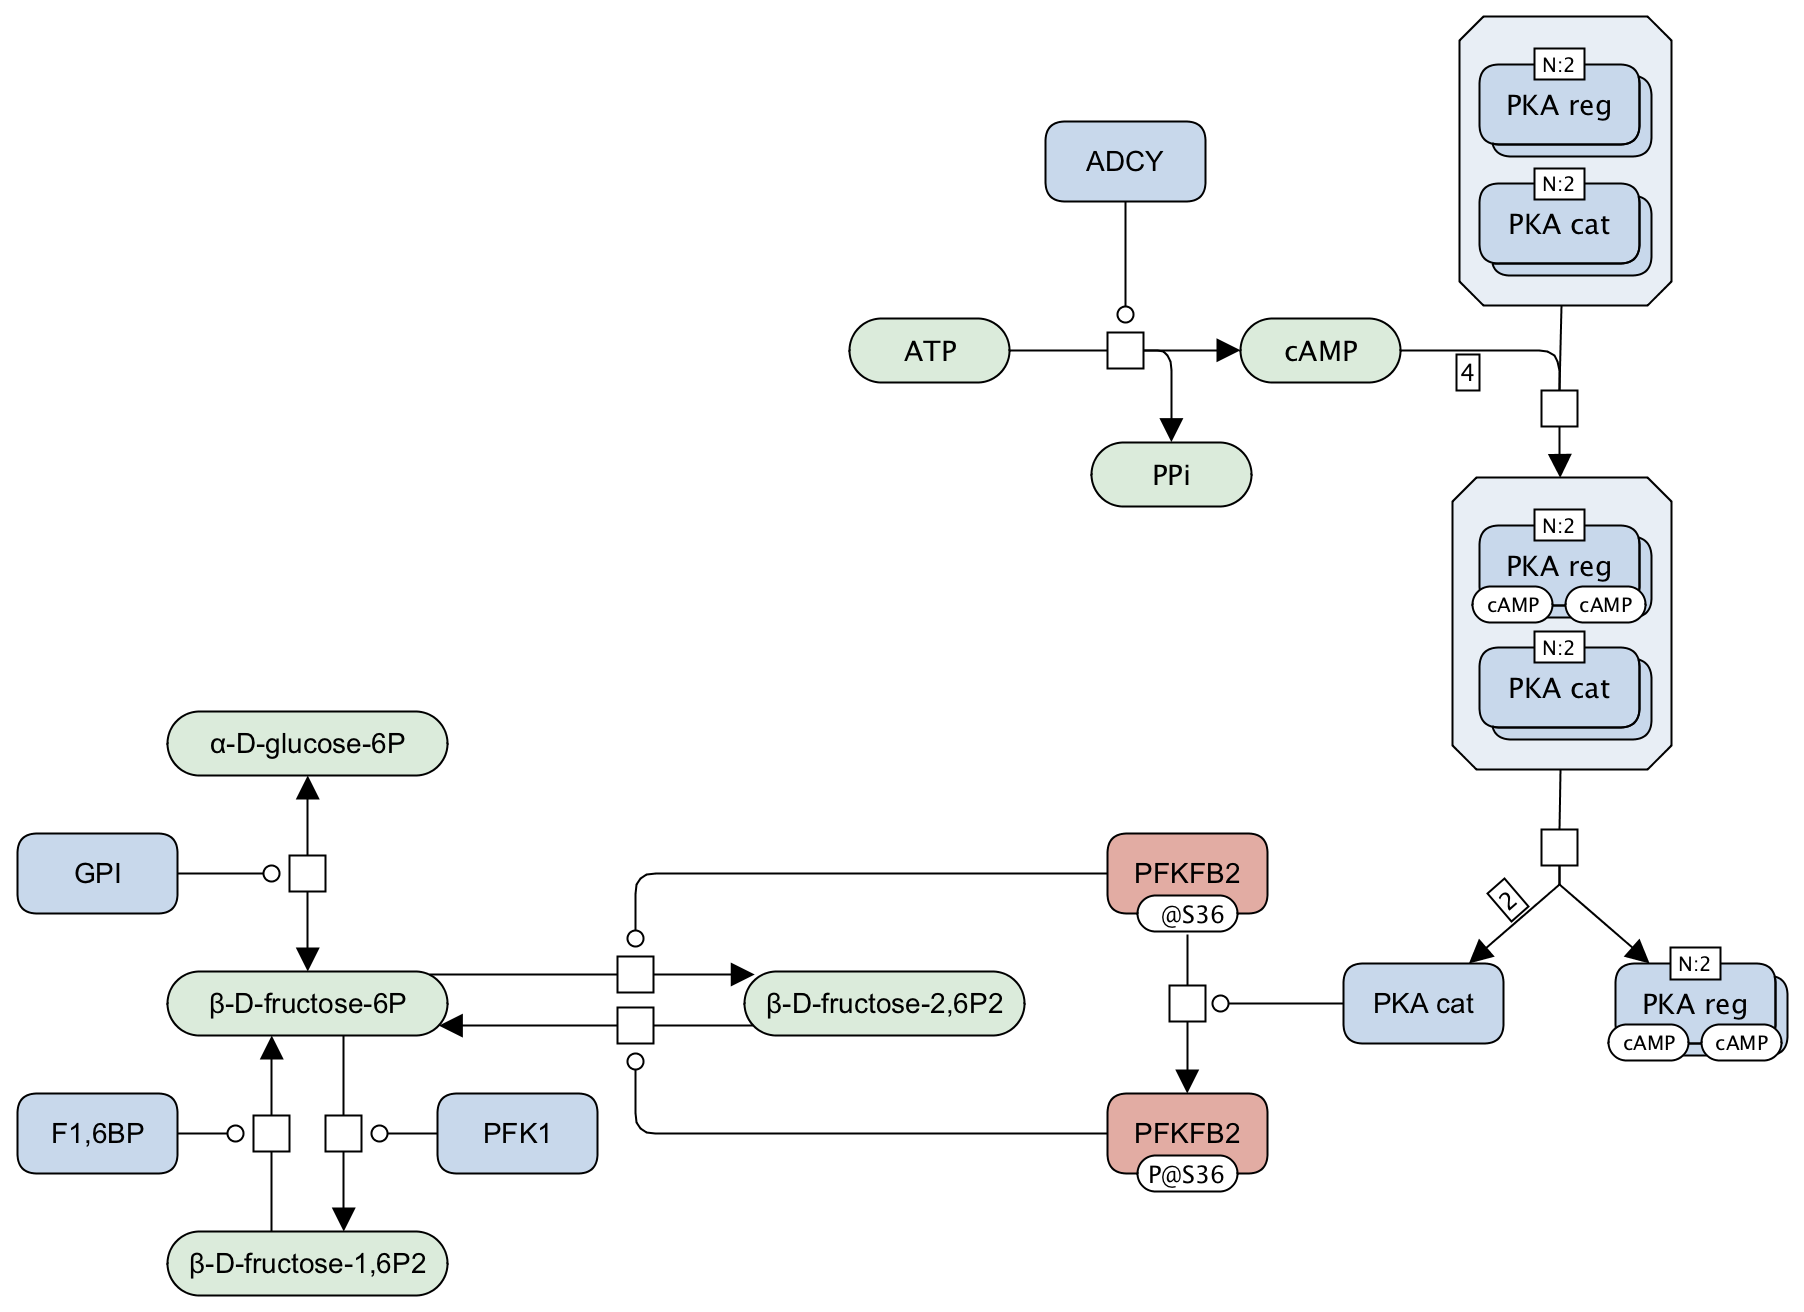 N:2
PKA reg
N:2
PKA cat
ADCY
ATP
cAMP
4
PPi
N:2
PKA reg
cAMP
cAMP
N:2
PKA cat
α-D-glucose-6P
GPI
PFKFB2
@S36
2
β-D-fructose-6P
β-D-fructose-2,6P2
PKA cat
N:2
PKA reg
cAMP
cAMP
F1,6BP
PFK1
PFKFB2
P@S36
β-D-fructose-1,6P2